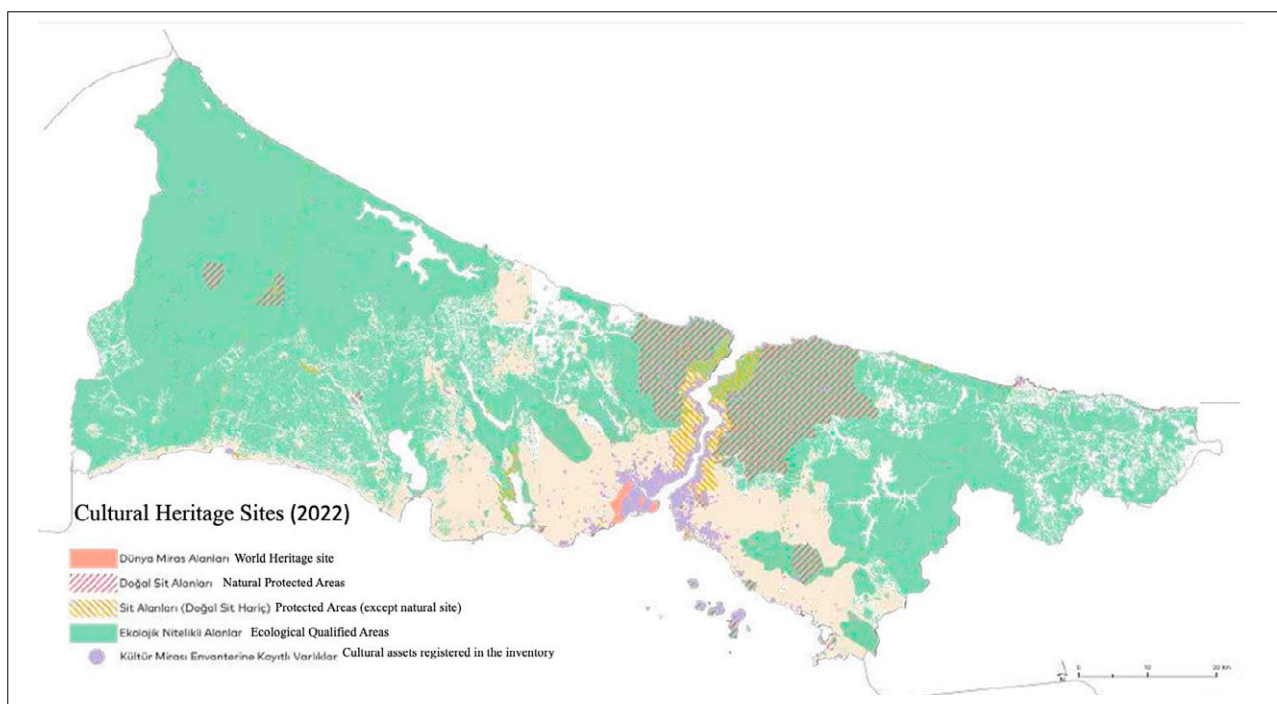 Cultural Heritage Sites (2022)
Dünya Miras Alanları World Heritage site
Doğal Sit Alanları Natural Protected Areas
Sit Alanları (Doğal Sit Hariç) Protected Areas (except natural site)
Ekolojik Nitelikli Alanlar Ecological Qualified Areas
Kültür Mirası Envanterine Kayıtlı Varlıklar Cultural assets registered in the inventory
0 10 20 Km